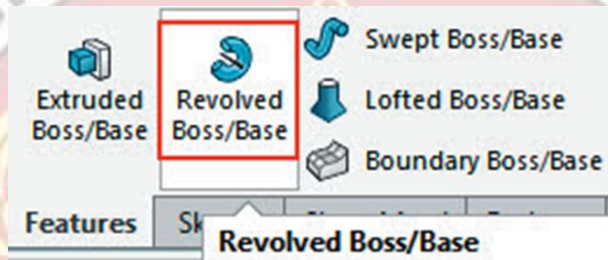 Extruded
Boss/Base
Revolved
Boss/Base
Swept Boss/Base
Lofted Boss/Base
Boundary Boss/Base
Features
Revolved Boss/Base